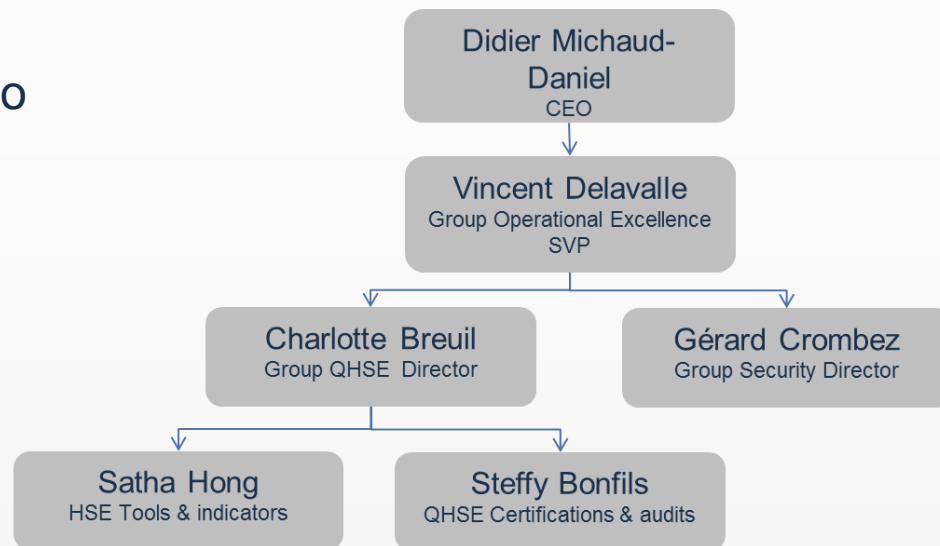 o
Didier Michaud-
Daniel
CEO
Vincent Delavalle
Group Operational Excellence
SVP
Charlotte Breuil
Group QHSE Director
Gérard Crombez
Group Security Director
Satha Hong
HSE Tools & indicators
Steffy Bonfils
QHSE Certifications & audits